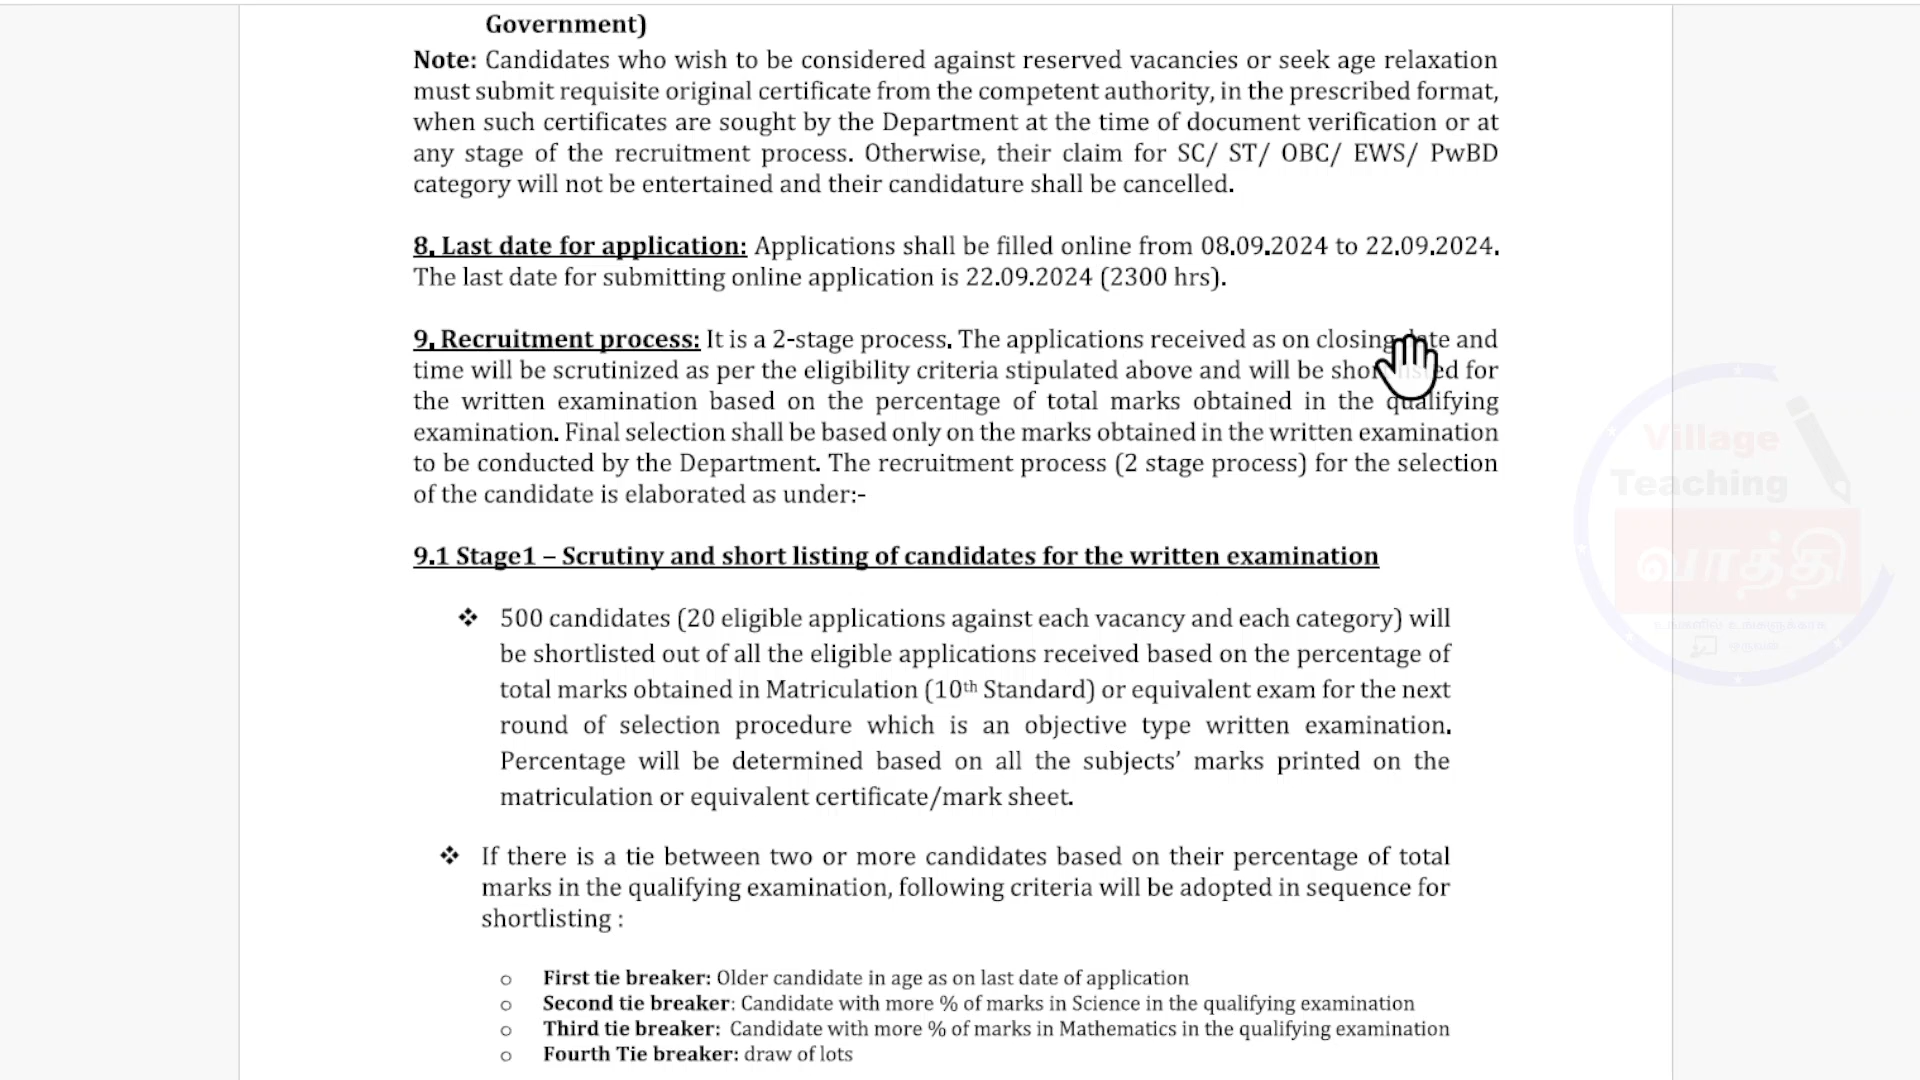 Government)
Note: Candidates who wish to be considered against reserved vacancies or seek age relaxation
must submit requisite original certificate from the competent authority, in the prescribed format,
when such certificates are sought by the Department at the time of document verification or at
any stage of the recruitment process. Otherwise, their claim for SC/ ST/ OBC/ EWS/ PwBD
category will not be entertained and their candidature shall be cancelled.
8. Last date for application: Applications shall be filled online from 08.09.2024 to 22.09.2024.
The last date for submitting online application is 22.09.2024 (2300 hrs).
9. Recruitment process: It is a 2-stage process. The applications received as on closing date and
time will be scrutinized as per the eligibility criteria stipulated above and will be shortlisted for
the written examination based on the percentage of total marks obtained in the qualifying
examination. Final selection shall be based only on the marks obtained in the written examination
to be conducted by the Department. The recruitment process (2 stage process) for the selection
of the candidate is elaborated as under:-
9.1 Stage1 – Scrutiny and short listing of candidates for the written examination
❖ 500 candidates (20 eligible applications against each vacancy and each category) will
be shortlisted out of all the eligible applications received based on the percentage of
total marks obtained in Matriculation (10th Standard) or equivalent exam for the next
round of selection procedure which is an objective type written examination.
Percentage will be determined based on all the subjects’ marks printed on the
matriculation or equivalent certificate/mark sheet.
❖ If there is a tie between two or more candidates based on their percentage of total
marks in the qualifying examination, following criteria will be adopted in sequence for
shortlisting :
o First tie breaker: Older candidate in age as on last date of application
o Second tie breaker: Candidate with more % of marks in Science in the qualifying examination
o Third tie breaker: Candidate with more % of marks in Mathematics in the qualifying examination
o Fourth Tie breaker: draw of lots
Village
Teaching
வாத்தி